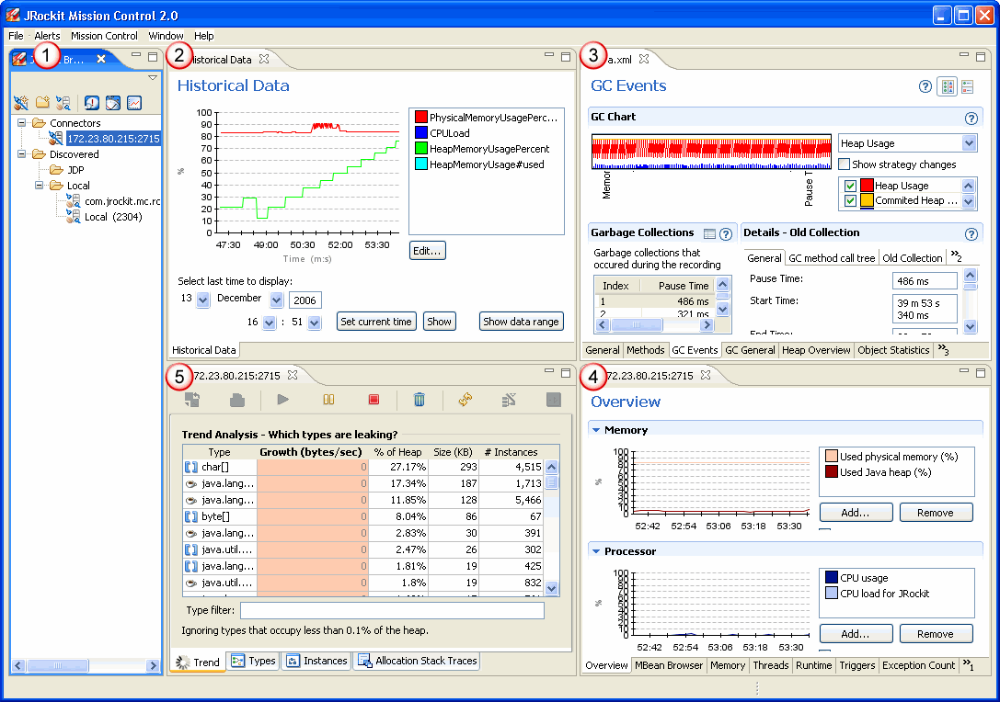 JRockit Mission Control 2.0
File Alerts Mission Control Window Help
1
J Br...
Connectors
172.23.80.215:2715
Discovered
JDP
Local
com.jrockit.mc.rc
Local (2304)
2
istorical Data
Historical Data
100
90
80
70
60
50
40
30
20
10
0
%
47:30 49:00 50:30 52:00 53:30
Time (m:s)
PhysicalMemoryUsagePerc...
CPULoad
HeapMemoryUsagePercent
HeapMemoryUsage#used
Edit...
Select last time to display:
13 December 2006
16 : 51 Set current time Show Show data range
Historical Data
3
a.xml
GC Events
GC Chart
Heap Usage
Show strategy changes
Heap Usage
Commited Heap ...
Memor
Pause T
Garbage Collections
Garbage collections that
occured during the recording
Index Pause Time
1 486 ms
2 321 ms
Details - Old Collection
General GC method call tree Old Collection »2
Pause Time: 486 ms
Start Time: 39 m 53 s
340 ms
End Time:
General Methods GC Events GC General Heap Overview Object Statistics »3
5
72.23.80.215:2715
Trend Analysis - Which types are leaking?
Type Growth (bytes/sec) % of Heap Size (KB) # Instances
char[] 0 27.17% 293 4,515
java.lang... 0 17.34% 187 1,713
java.lang... 0 11.85% 128 5,466
byte[] 0 8.04% 86 67
java.lang... 0 2.83% 30 391
java.util.... 0 2.47% 26 302
java.lang... 0 1.81% 19 425
java.util.... 0 1.8% 19 832
Type filter:
Ignoring types that occupy less than 0.1% of the heap.
Trend Types Instances Allocation Stack Traces
4
72.23.80.215:2715
Overview
Memory
100
90
80
70
60
50
40
30
20
10
0
%
52:42 52:54 53:06 53:18 53:30
Used physical memory (%)
Used Java heap (%)
Add... Remove
Processor
100
90
80
70
60
50
40
30
20
10
0
%
52:42 52:54 53:06 53:18 53:30
CPU usage
CPU load for JRockit
Add... Remove
Overview MBean Browser Memory Threads Runtime Triggers Exception Count »1